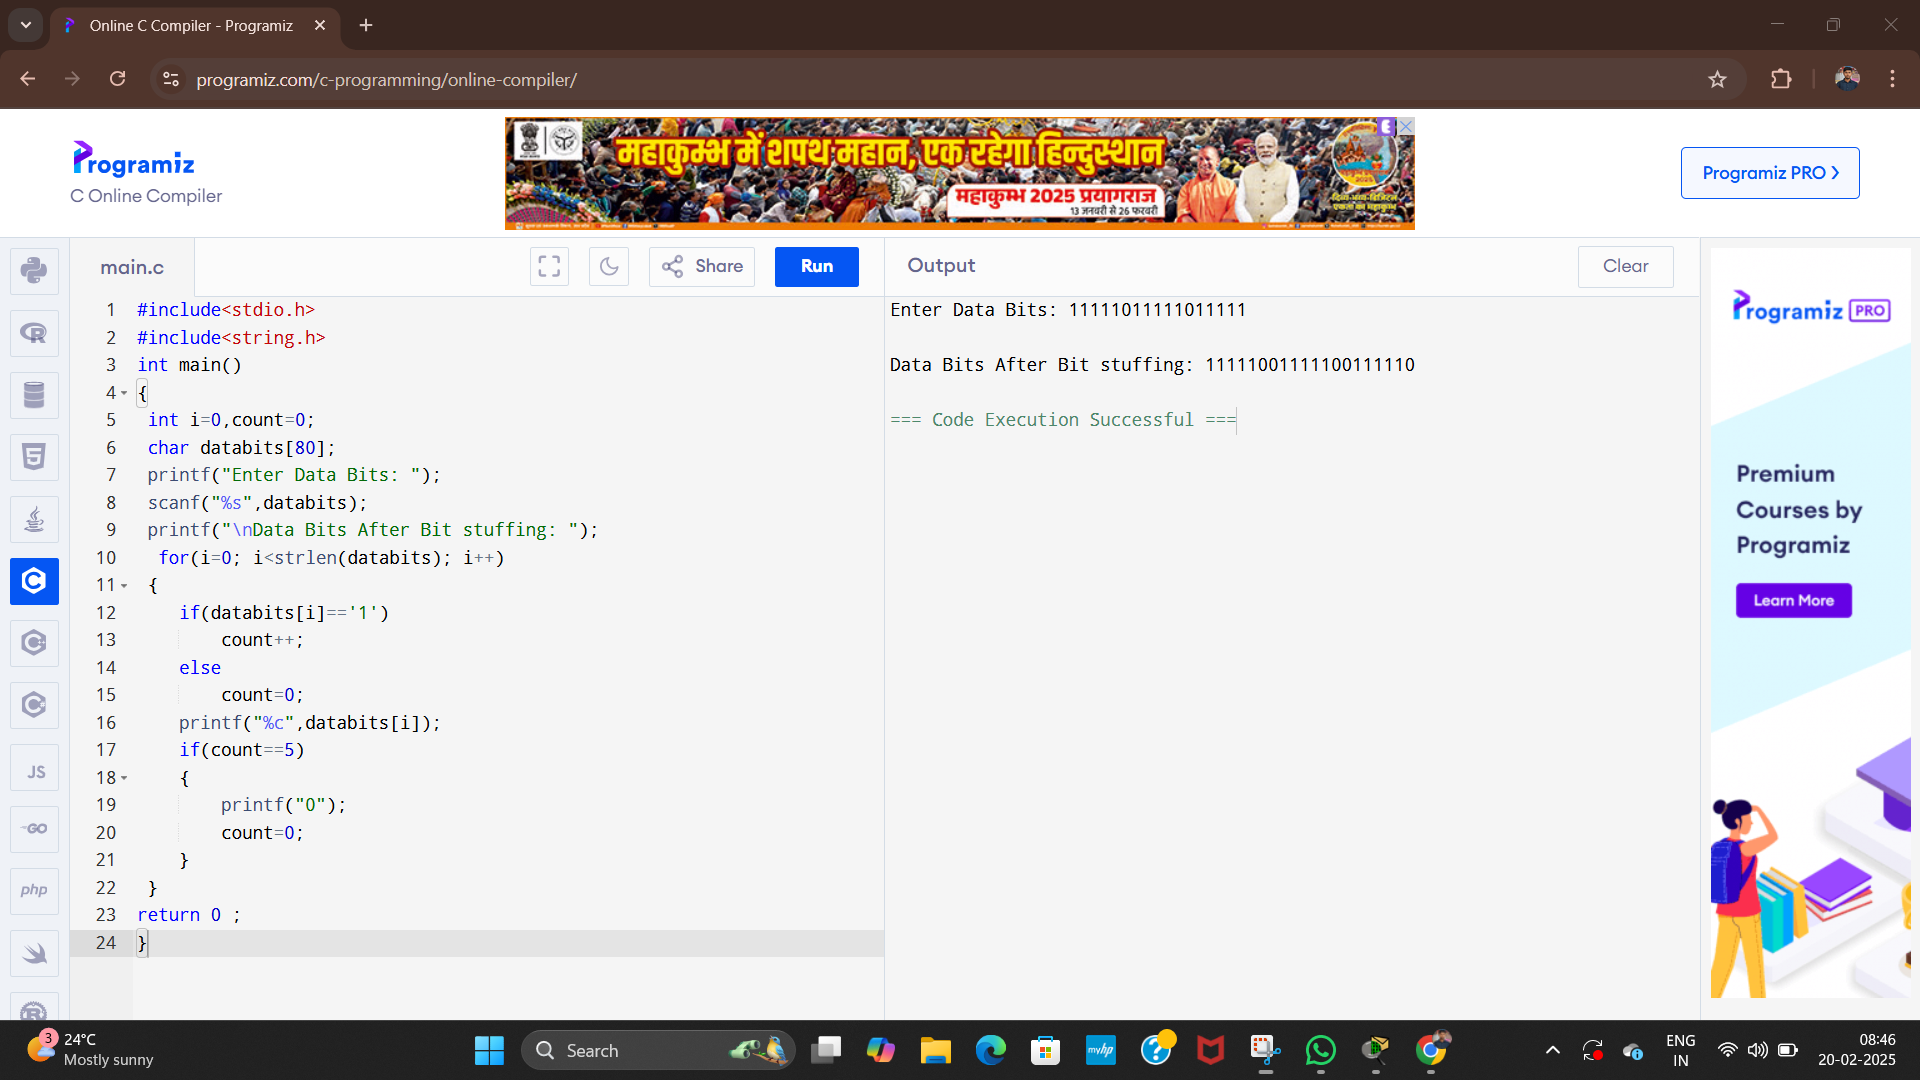 Online C Compiler - Programiz
programiz.com/c-programming/online-compiler/
Programiz
C Online Compiler
महाकुम्भ में शपथ महान, एक रहेगा हिन्दुस्थान
महाकुम्भ 2025 प्रयागराज
13 जनवरी से 26 फरवरी
Programiz PRO
main.c
Share
Run
Output
Clear
1 #include<stdio.h>
2 #include<string.h>
3 int main()
4 {
5 int i=0,count=0;
6 char databits[80];
7 printf("Enter Data Bits: ");
8 scanf("%s",databits);
9 printf("\nData Bits After Bit stuffing: ");
10 for(i=0; i<strlen(databits); i++)
11 {
12 if(databits[i]=='1')
13 count++;
14 else
15 count=0;
16 printf("%c",databits[i]);
17 if(count==5)
18 {
19 printf("0");
20 count=0;
21 }
22 }
23 return 0 ;
24 }
Enter Data Bits: 11111011111011111
Data Bits After Bit stuffing: 11111001111100111110
=== Code Execution Successful ===
Programiz PRO
Premium
Courses by
Programiz
Learn More
JS
GO
php
3
24°C
Mostly sunny
Search
myhp
ENG
IN
08:46
20-02-2025